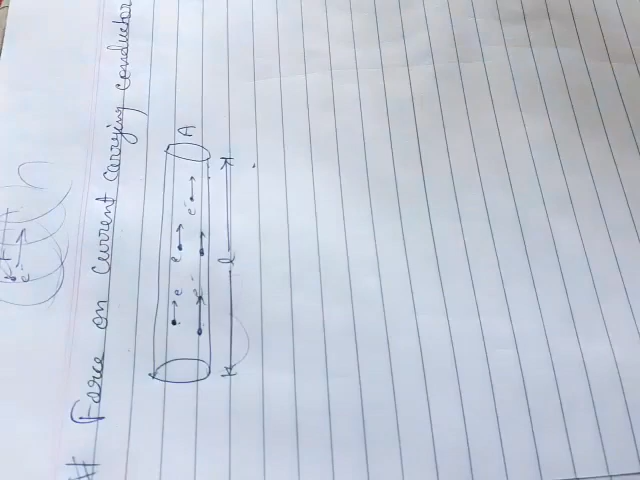 # Force on current carrying conductor
A
e e e⁻
e⁻
l
e⁻